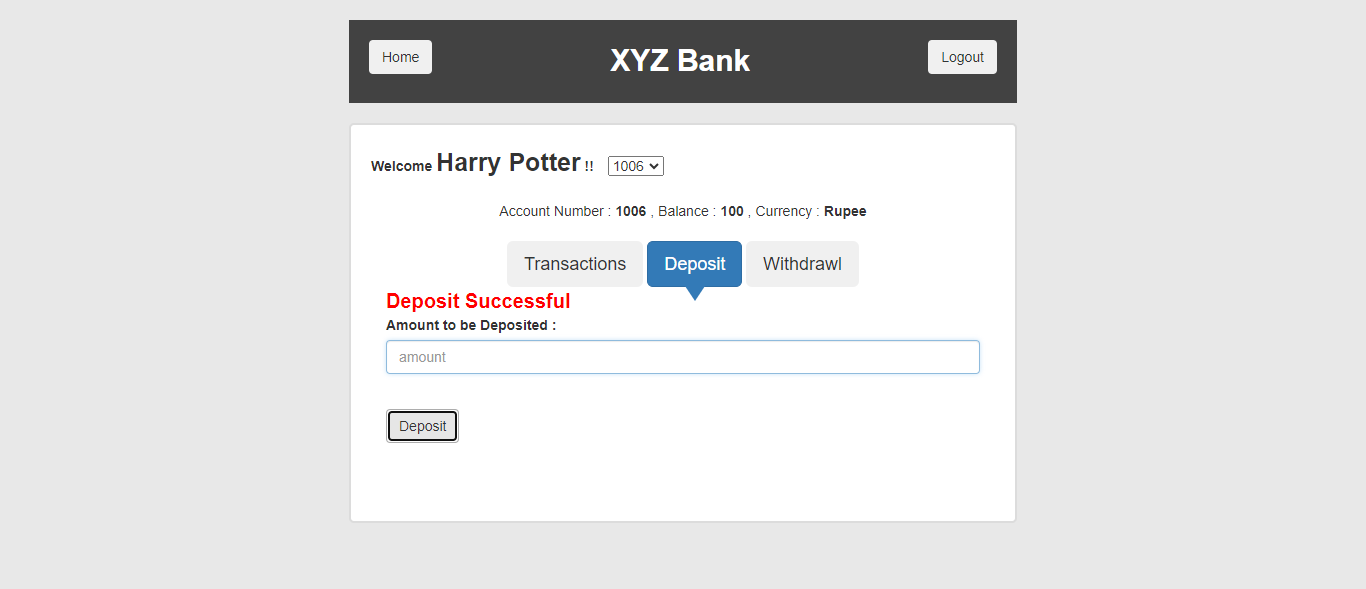 Home XYZ Bank Logout
Welcome Harry Potter !! 1006
Account Number : 1006 , Balance : 100 , Currency : Rupee
Transactions Deposit Withdrawl
Deposit Successful
Amount to be Deposited :
amount
Deposit